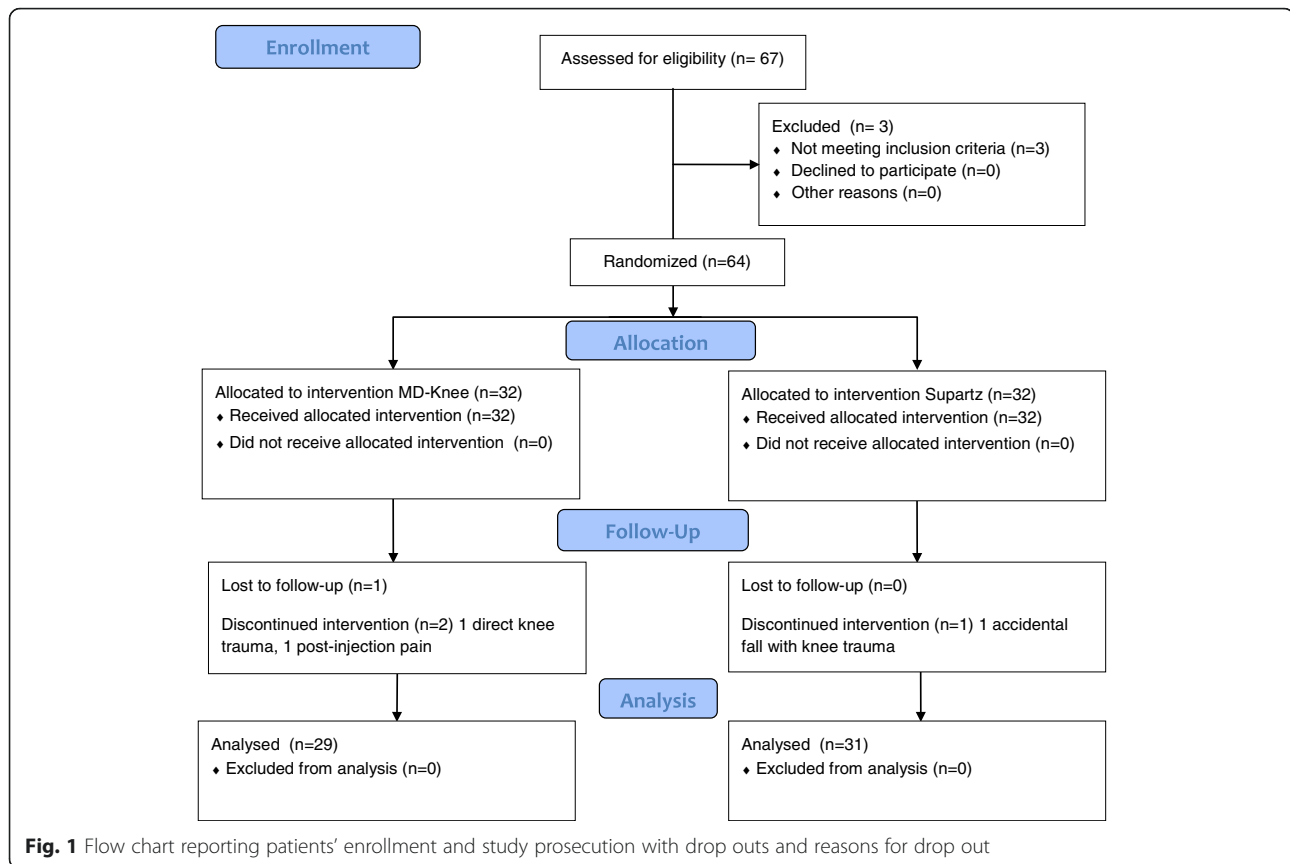 Enrollment
Assessed for eligibility (n= 67)
Excluded (n= 3)
♦ Not meeting inclusion criteria (n=3)
♦ Declined to participate (n=0)
♦ Other reasons (n=0)
Randomized (n=64)
Allocation
Allocated to intervention MD-Knee (n=32)
♦ Received allocated intervention (n=32)
♦ Did not receive allocated intervention (n=0)
Allocated to intervention Supartz (n=32)
♦ Received allocated intervention (n=32)
♦ Did not receive allocated intervention (n=0)
Follow-Up
Lost to follow-up (n=1)
Discontinued intervention (n=2) 1 direct knee
trauma, 1 post-injection pain
Lost to follow-up (n=0)
Discontinued intervention (n=1) 1 accidental
fall with knee trauma
Analysis
Analysed (n=29)
♦ Excluded from analysis (n=0)
Analysed (n=31)
♦ Excluded from analysis (n=0)
Fig. 1 Flow chart reporting patients' enrollment and study prosecution with drop outs and reasons for drop out